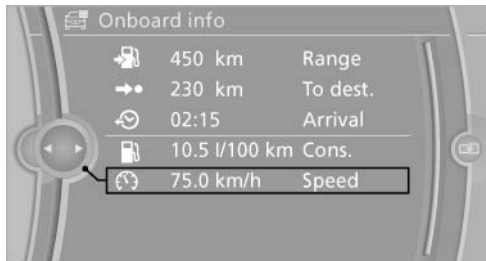 Onboard info
450 km Range
230 km To dest.
02:15 Arrival
10.5 l/100 km Cons.
75.0 km/h Speed